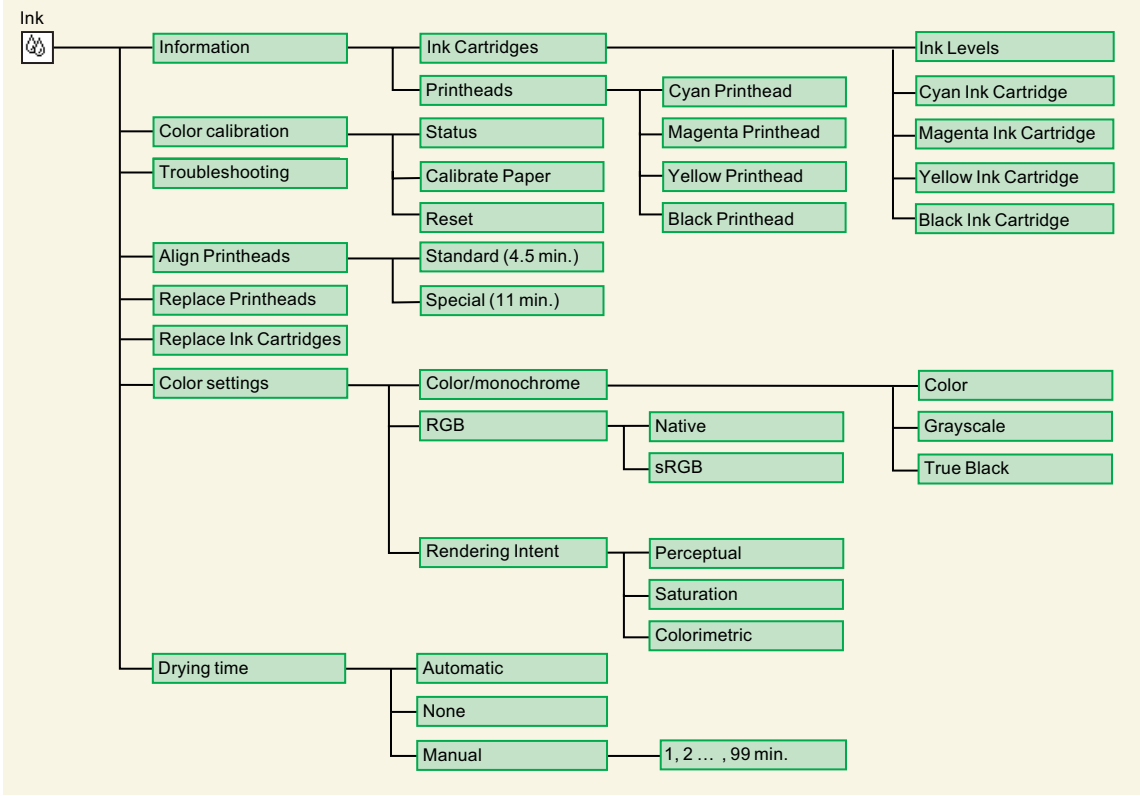 Ink
Information
Ink Cartridges
Ink Levels
Printheads
Cyan Printhead
Cyan Ink Cartridge
Color calibration
Status
Magenta Printhead
Magenta Ink Cartridge
Troubleshooting
Calibrate Paper
Yellow Printhead
Yellow Ink Cartridge
Reset
Black Printhead
Black Ink Cartridge
Align Printheads
Standard (4.5 min.)
Replace Printheads
Special (11 min.)
Replace Ink Cartridges
Color settings
Color/monochrome
Color
RGB
Native
Grayscale
sRGB
True Black
Rendering Intent
Perceptual
Saturation
Colorimetric
Drying time
Automatic
None
Manual
1, 2 … , 99 min.